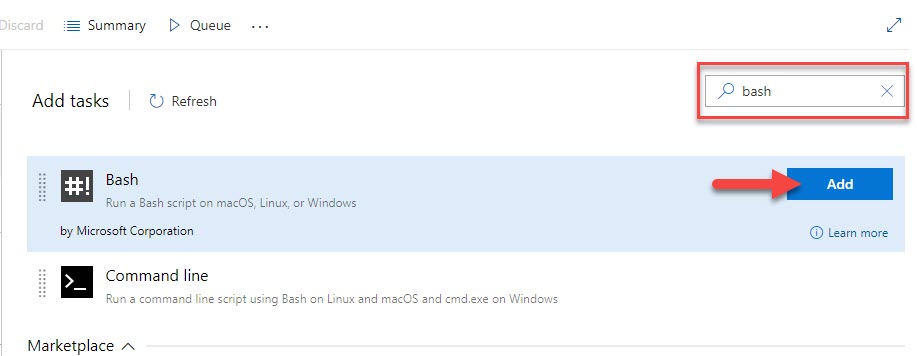 Discard Summary Queue ...
Add tasks Refresh bash
#! Bash Add
Run a Bash script on macOS, Linux, or Windows
by Microsoft Corporation Learn more
>_ Command line
Run a command line script using Bash on Linux and macOS and cmd.exe on Windows
Marketplace